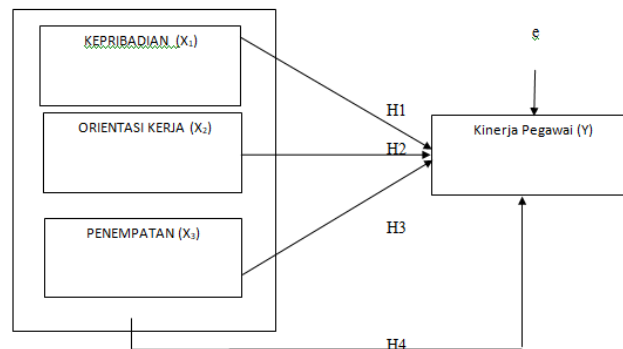 KEPRIBADIAN (X₁)
e
H1
ORIENTASI KERJA (X₂)
Kinerja Pegawai (Y)
H2
PENEMPATAN (X₃)
H3
H4